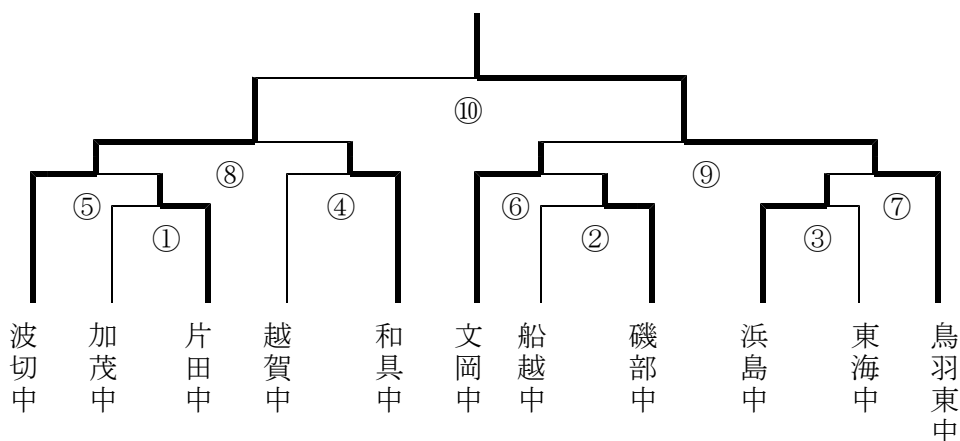 ⑩
⑧
⑨
⑤
④
⑥
⑦
①
②
③
波切中
加茂中
片田中
越賀中
和具中
文岡中
船越中
磯部中
浜島中
東海中
鳥羽東中